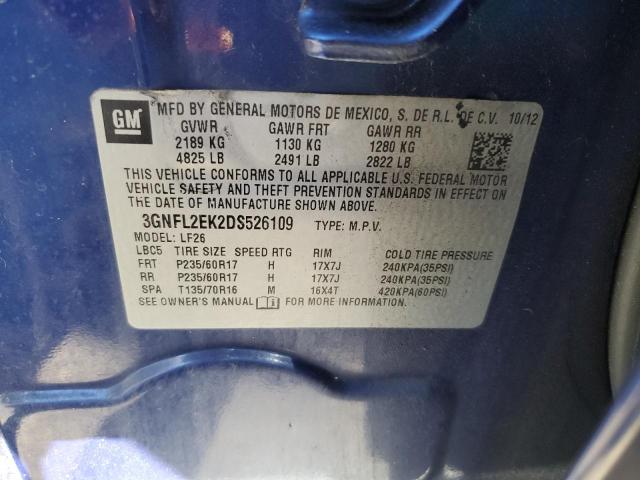 GM
MFD BY GENERAL MOTORS DE MEXICO, S. DE R.L. DE C.V. 10/12
GVWR GAWR FRT GAWR RR
2189 KG 1130 KG 1280 KG
4825 LB 2491 LB 2822 LB
THIS VEHICLE CONFORMS TO ALL APPLICABLE U.S. FEDERAL MOTOR
VEHICLE SAFETY AND THEFT PREVENTION STANDARDS IN EFFECT ON
THE DATE OF MANUFACTURE SHOWN ABOVE.
3GNFL2EK2DS526109 TYPE: M.P.V.
MODEL: LF26
LBC5 TIRE SIZE SPEED RTG RIM COLD TIRE PRESSURE
FRT P235/60R17 H 17X7J 240KPA(35PSI)
RR P235/60R17 H 17X7J 240KPA(35PSI)
SPA T135/70R16 M 16X4T 420KPA(60PSI)
SEE OWNER'S MANUAL FOR MORE INFORMATION.